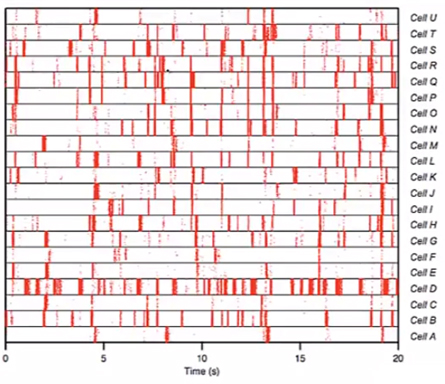 Cell U
Cell T
Cell S
Cell R
Cell Q
Cell P
Cell O
Cell N
Cell M
Cell L
Cell K
Cell J
Cell I
Cell H
Cell G
Cell F
Cell E
Cell D
Cell C
Cell B
Cell A
0 5 10 15 20
Time (s)